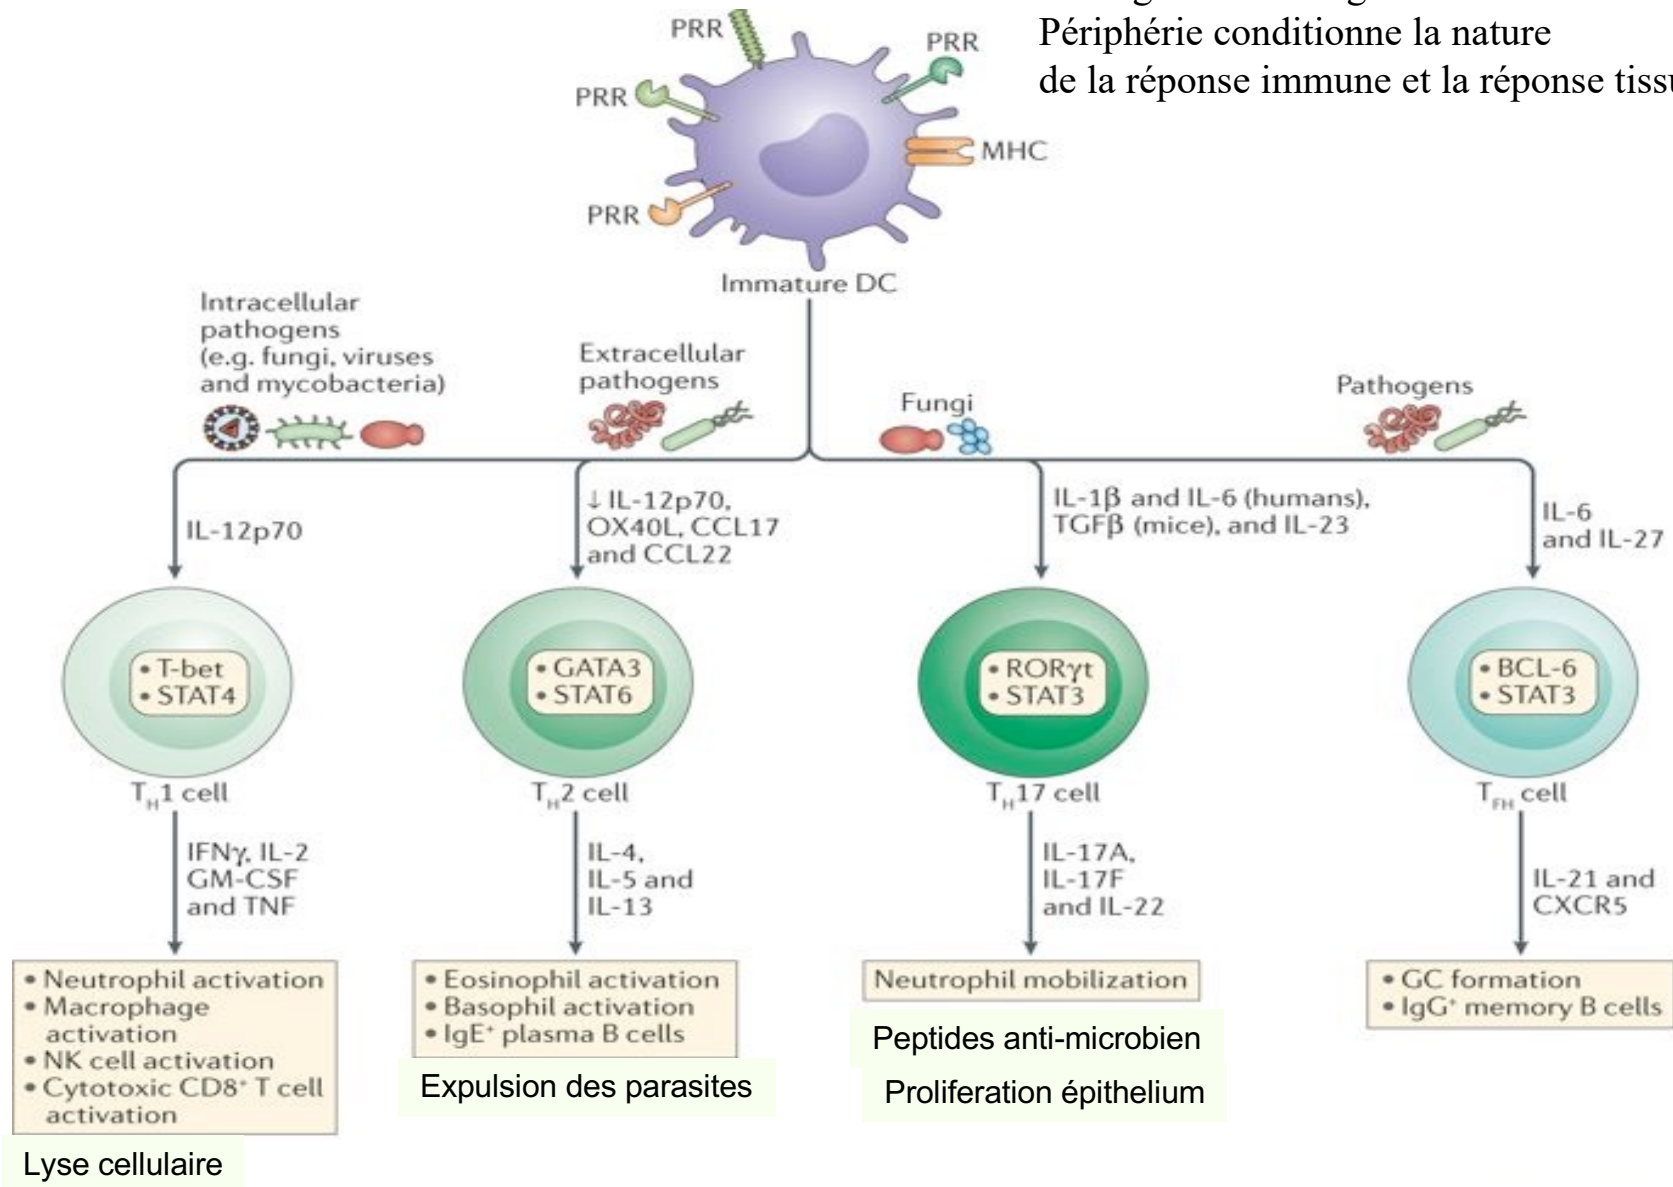 Périphérie conditionne la nature
de la réponse immune et la réponse
PRR
PRR
PRR
MHC
PRR
Immature DC
Intracellular
pathogens
(e.g. fungi, viruses
and mycobacteria)
Extracellular
pathogens
Fungi
Pathogens
IL-12p70
↓ IL-12p70,
OX40L, CCL17
and CCL22
IL-1β and IL-6 (humans),
TGFβ (mice), and IL-23
IL-6
and IL-27
• T-bet
• STAT4
• GATA3
• STAT6
• RORγt
• STAT3
• BCL-6
• STAT3
TH1 cell
TH2 cell
TH17 cell
TFH cell
IFNγ, IL-2
GM-CSF
and TNF
IL-4,
IL-5 and
IL-13
IL-17A,
IL-17F
and IL-22
IL-21 and
CXCR5
• Neutrophil activation
• Macrophage
activation
• NK cell activation
• Cytotoxic CD8+ T cell
activation
• Eosinophil activation
• Basophil activation
• IgE+ plasma B cells
Neutrophil mobilization
• GC formation
• IgG+ memory B cells
Peptides anti-microbien
Proliferation épithelium
Expulsion des parasites
Lyse cellulaire